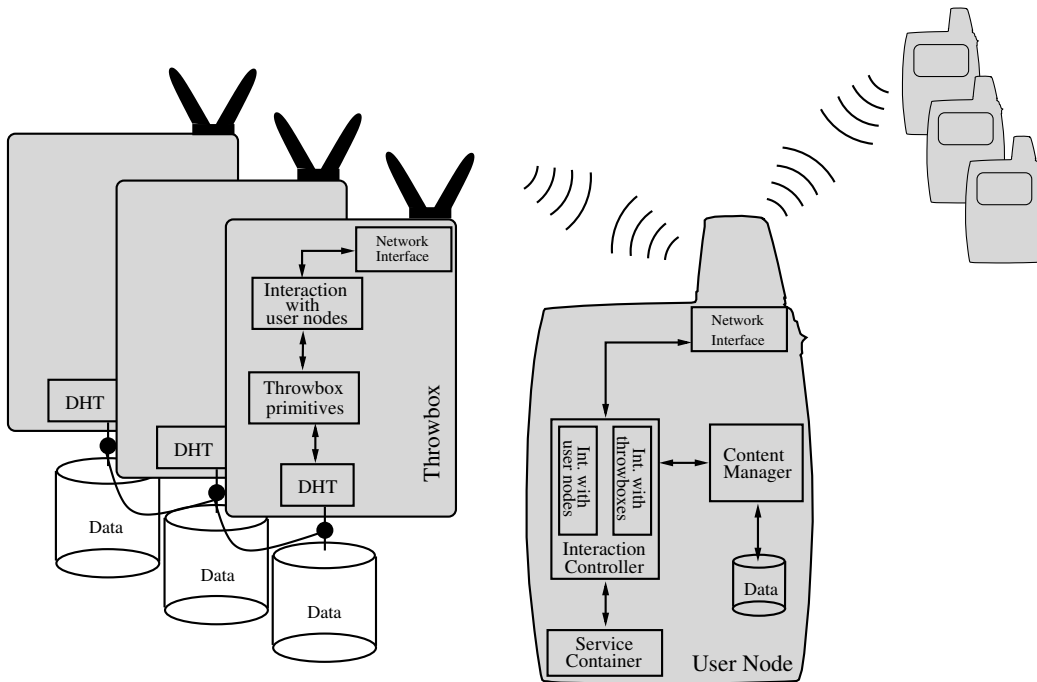 Network
Interface
Interaction
with
user nodes
Throwbox
primitives
DHT
Throwbox
DHT
DHT
Data
Data
Data
Network
Interface
Int. with
user nodes
Int. with
throwboxes
Interaction
Controller
Content
Manager
Data
Service
Container
User Node